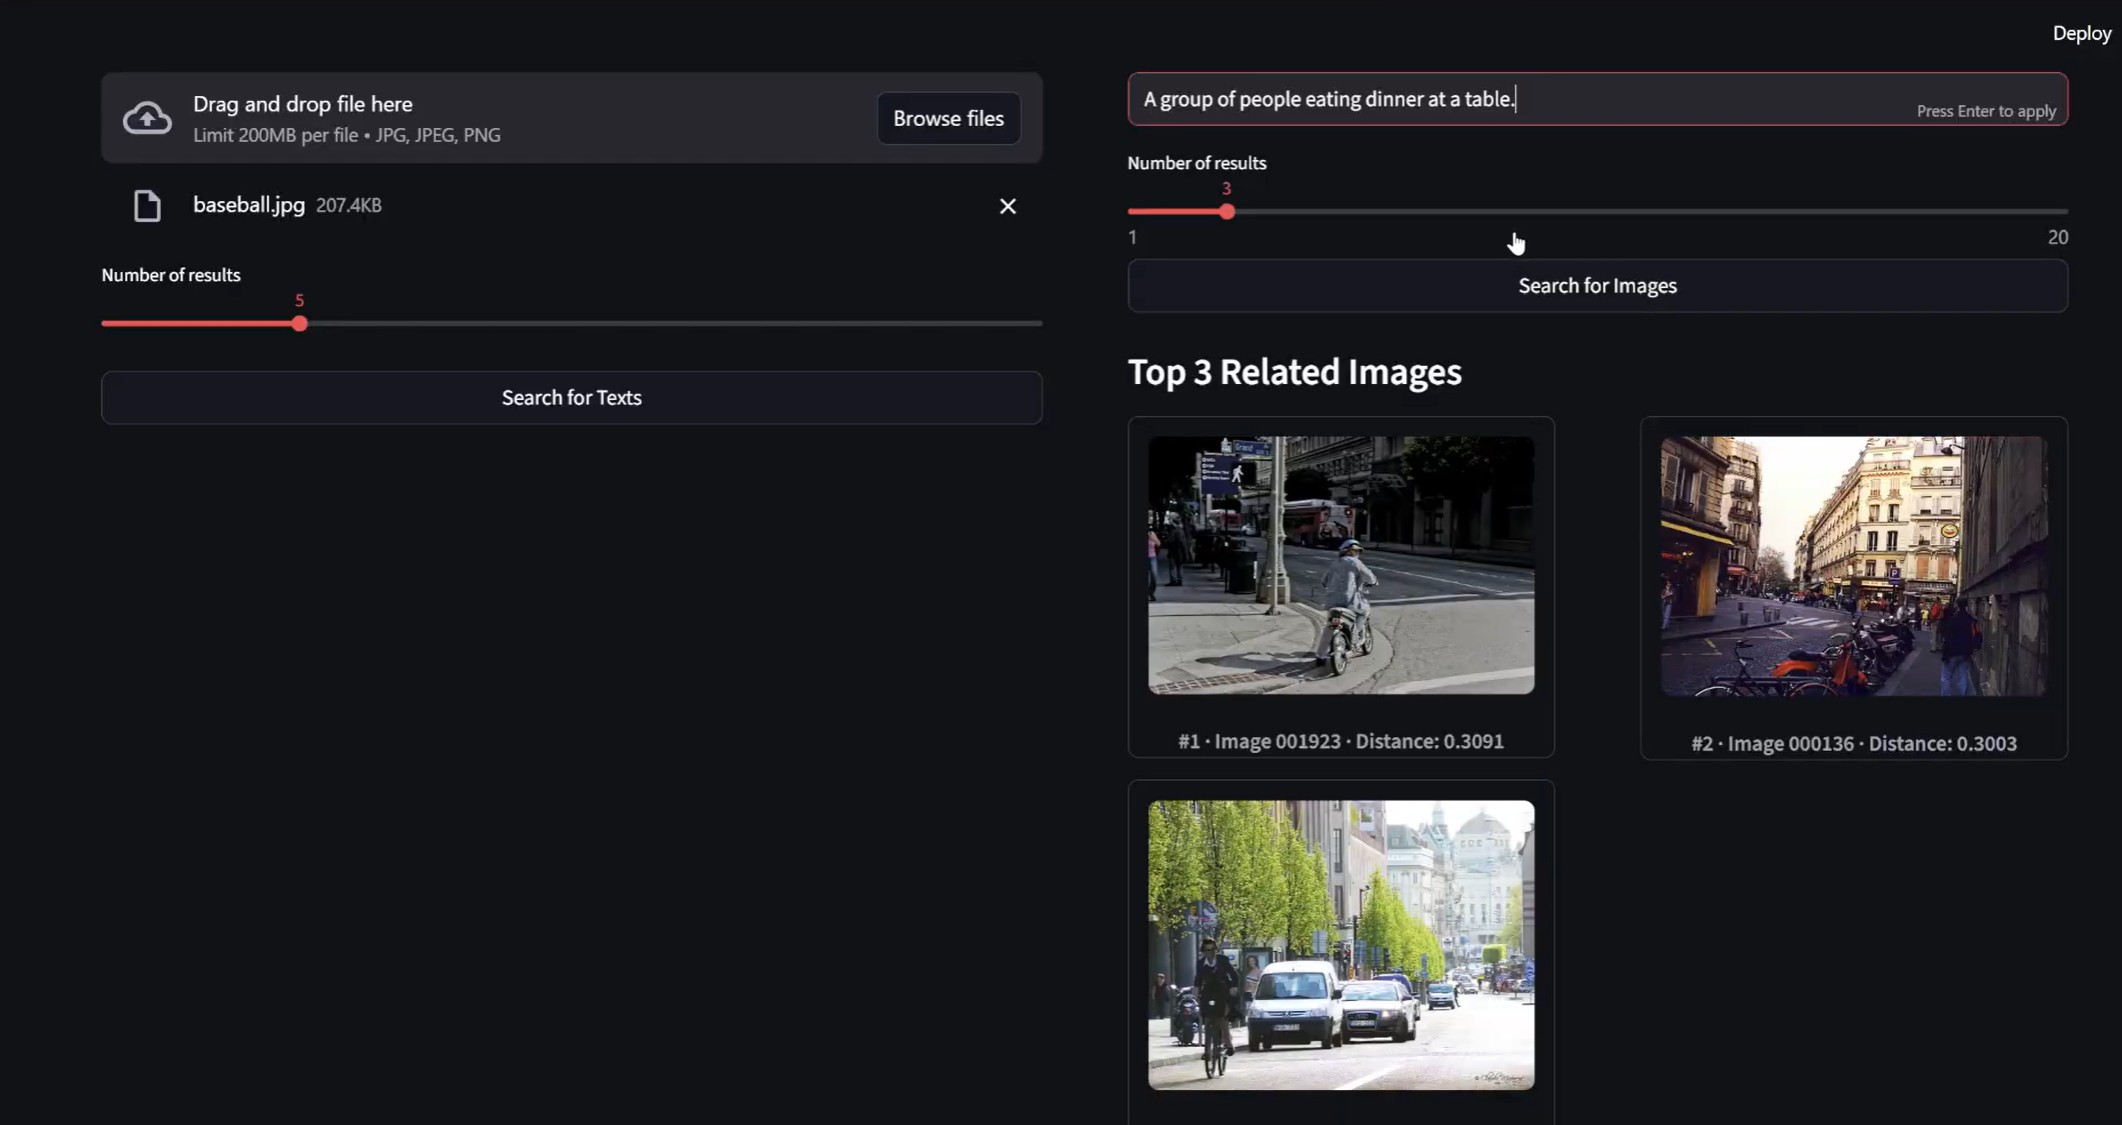 Deploy
Drag and drop file here
Limit 200MB per file • JPG, JPEG, PNG
Browse files
baseball.jpg 207.4KB
Number of results
5
Search for Texts
A group of people eating dinner at a table.
Press Enter to apply
Number of results
3
1
20
Search for Images
Top 3 Related Images
Grand
#1 · Image 001923 · Distance: 0.3091
#2 · Image 000136 · Distance: 0.3003